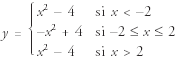 x² − 4 si x < −2
y = −x² + 4 si −2 ≤ x ≤ 2
x² − 4 si x > 2